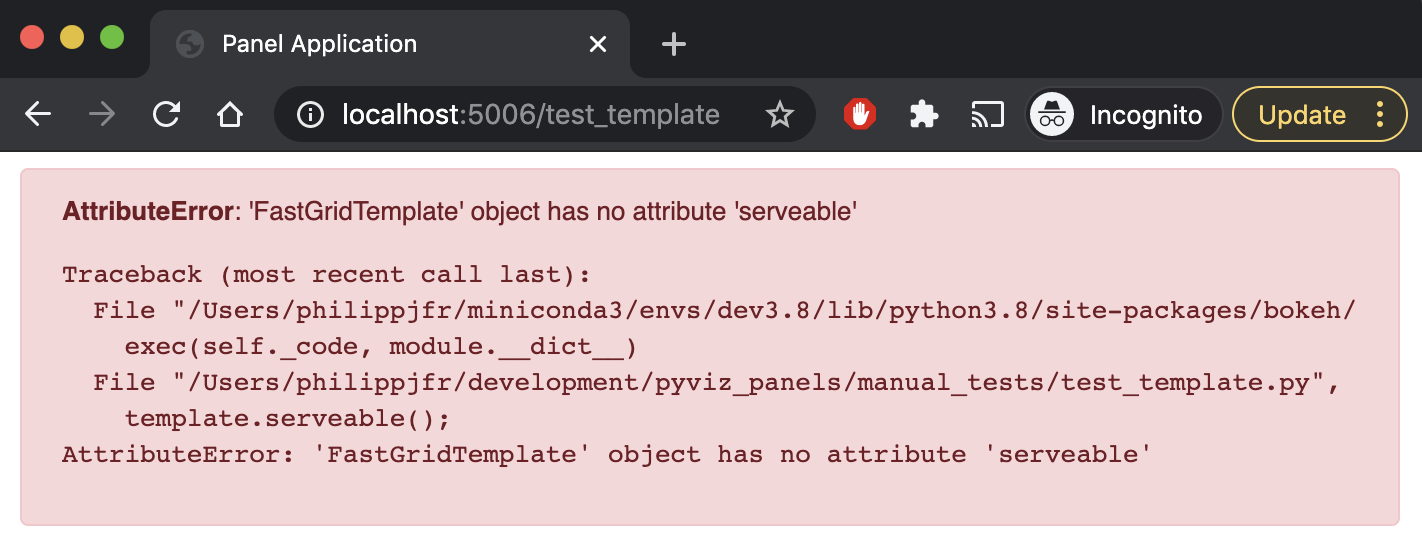 Panel Application
localhost:5006/test_template
Incognito
Update
AttributeError: 'FastGridTemplate' object has no attribute 'serveable'
Traceback (most recent call last):
File "/Users/philippjfr/miniconda3/envs/dev3.8/lib/python3.8/site-packages/bokeh/
exec(self._code, module.__dict__)
File "/Users/philippjfr/development/pyviz_panels/manual_tests/test_template.py",
template.serveable();
AttributeError: 'FastGridTemplate' object has no attribute 'serveable'